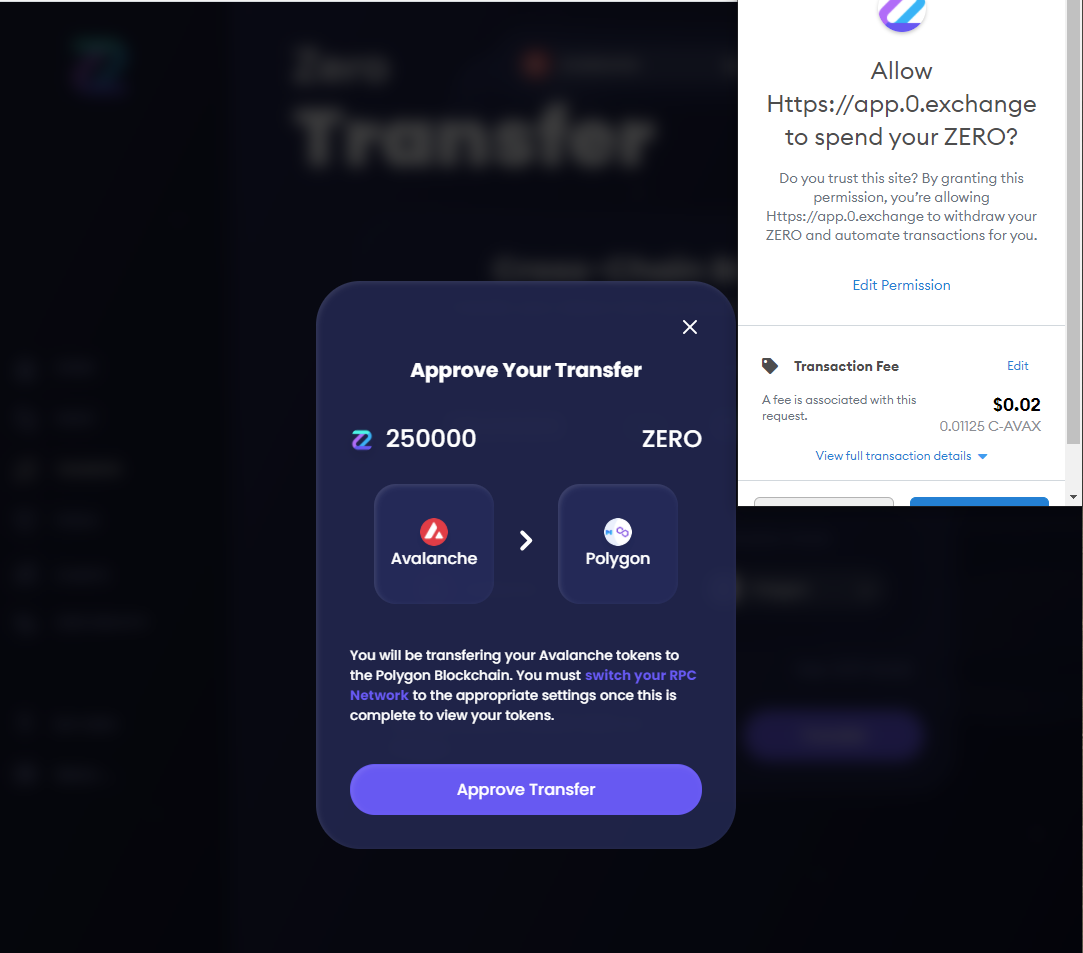 Zero
Transfer
Approve Your Transfer
250000
ZERO
Avalanche
Polygon
You will be transfering your Avalanche tokens to
the Polygon Blockchain. You must switch your RPC
Network to the appropriate settings once this is
complete to view your tokens.
Approve Transfer
Allow
Https://app.0.exchange
to spend your ZERO?
Do you trust this site? By granting this
permission, you’re allowing
Https://app.0.exchange to withdraw your
ZERO and automate transactions for you.
Edit Permission
Transaction Fee
Edit
A fee is associated with this
request.
$0.02
0.01125 C-AVAX
View full transaction details